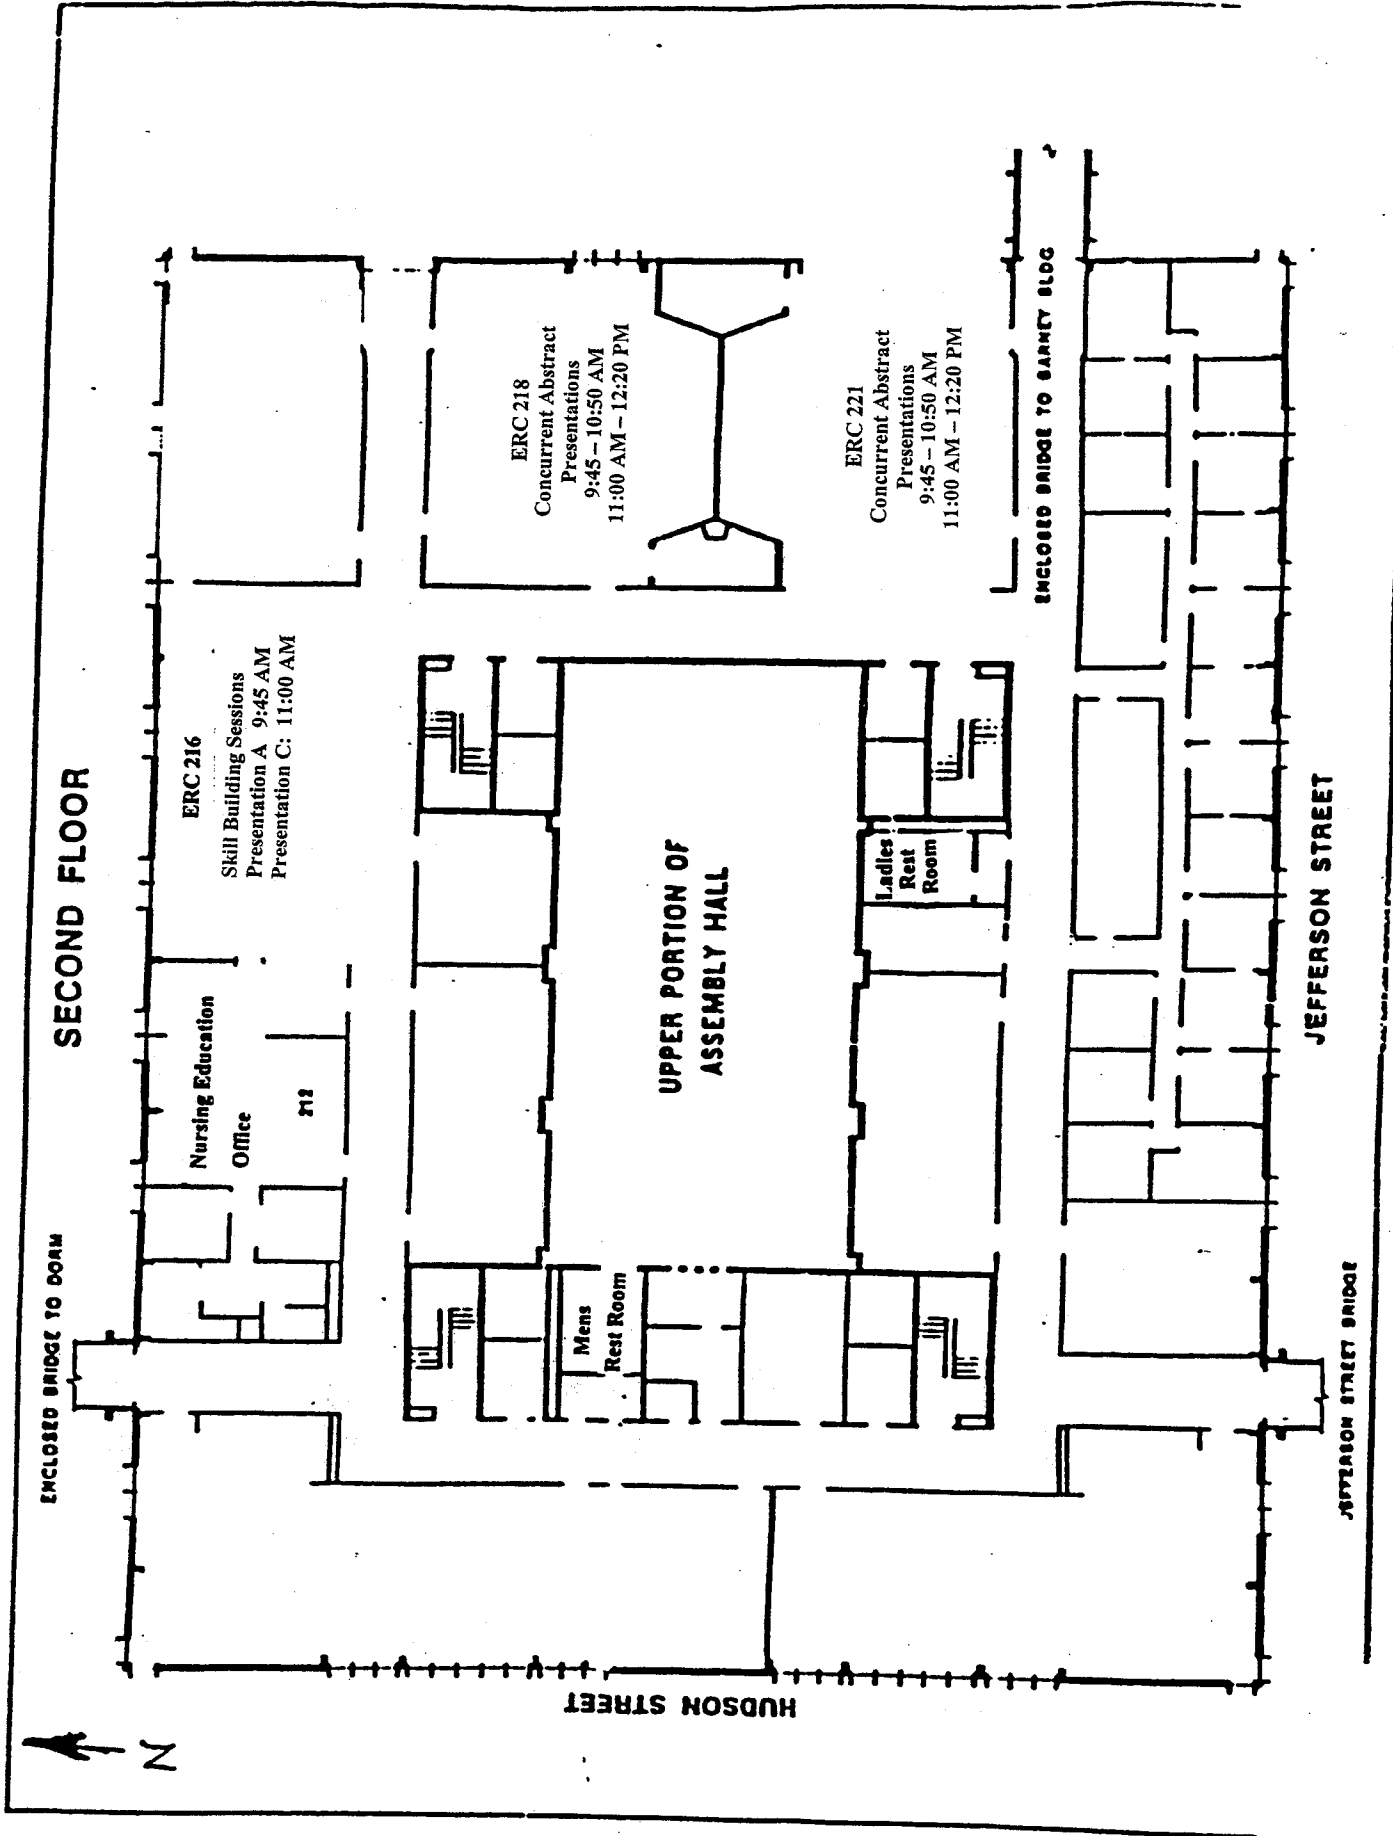 SECOND FLOOR
ENCLOSED BRIDGE TO DORM
Nursing Education
Office
212
ERC 216
Skill Building Sessions
Presentation A 9:45 AM
Presentation C: 11:00 AM
ERC 218
Concurrent Abstract
Presentations
9:45 – 10:50 AM
11:00 AM – 12:20 PM
UPPER PORTION OF
ASSEMBLY HALL
Mens
Rest Room
Ladies
Rest
Room
ERC 221
Concurrent Abstract
Presentations
9:45 – 10:50 AM
11:00 AM – 12:20 PM
ENCLOSED BRIDGE TO BARNEY BLDG
HUDSON STREET
N
JEFFERSON STREET
JEFFERSON STREET BRIDGE